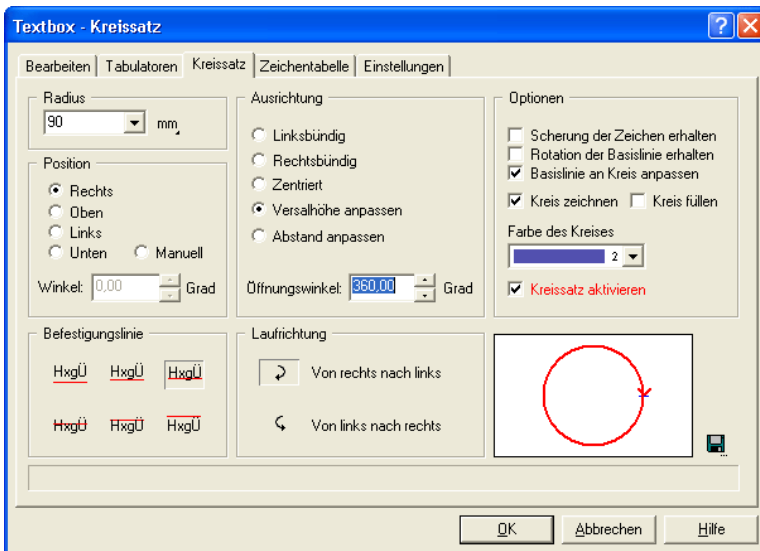 Textbox - Kreissatz
Bearbeiten Tabulatoren Kreissatz Zeichentabelle Einstellungen
Radius
90 mm
Position
Rechts
Oben
Links
Unten Manuell
Winkel: 0,00 Grad
Ausrichtung
Linksbündig
Rechtsbündig
Zentriert
Versalhöhe anpassen
Abstand anpassen
Öffnungswinkel: 360,00 Grad
Optionen
Scherung der Zeichen erhalten
Rotation der Basislinie erhalten
Basislinie an Kreis anpassen
Kreis zeichnen Kreis füllen
Farbe des Kreises
2
Kreissatz aktivieren
Befestigungslinie
HxgÜ HxgÜ HxgÜ
HxgÜ HxgÜ HxgÜ
Laufrichtung
Von rechts nach links
Von links nach rechts
OK Abbrechen Hilfe